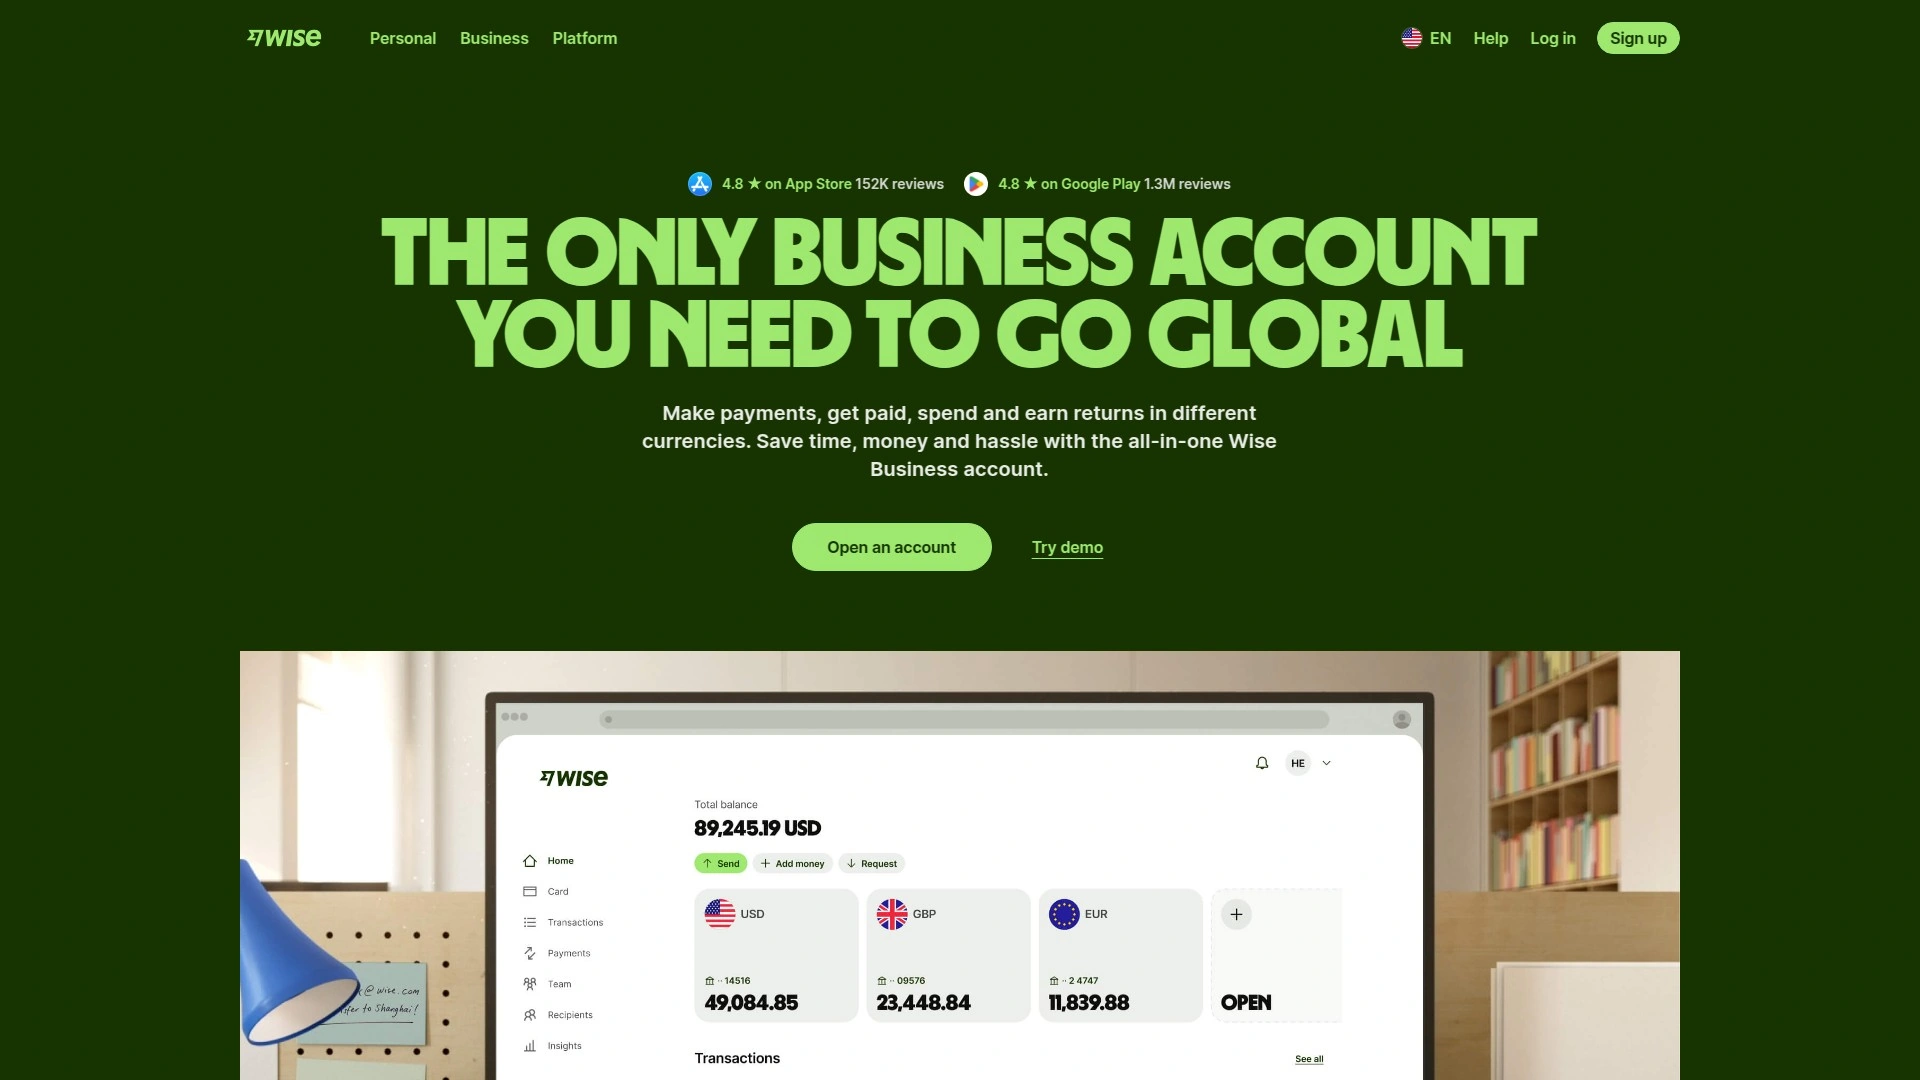 WISE
Personal
Business
Platform
EN
Help
Log in
Sign up
4.8 ★ on App Store 152K reviews
4.8 ★ on Google Play 1.3M reviews
THE ONLY BUSINESS ACCOUNT
YOU NEED TO GO GLOBAL
Make payments, get paid, spend and earn returns in different
currencies. Save time, money and hassle with the all-in-one Wise
Business account.
Open an account
Try demo
WISE
HE
Total balance
89,245.19 USD
Send
Add money
Request
Home
Card
Transactions
Payments
Team
Recipients
Insights
USD
·· 14516
49,084.85
GBP
·· 09576
23,448.84
EUR
·· 2 4747
11,839.88
OPEN
Transactions
See all
@ wise.com
to Shanghai!